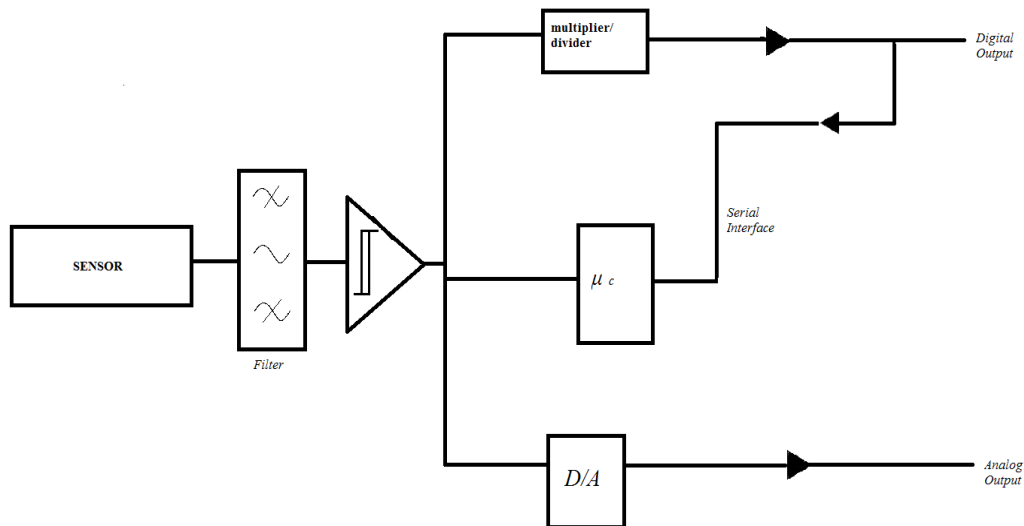 multiplier/
divider
Digital
Output
Serial
Interface
SENSOR
μ c
Filter
D/A
Analog
Output